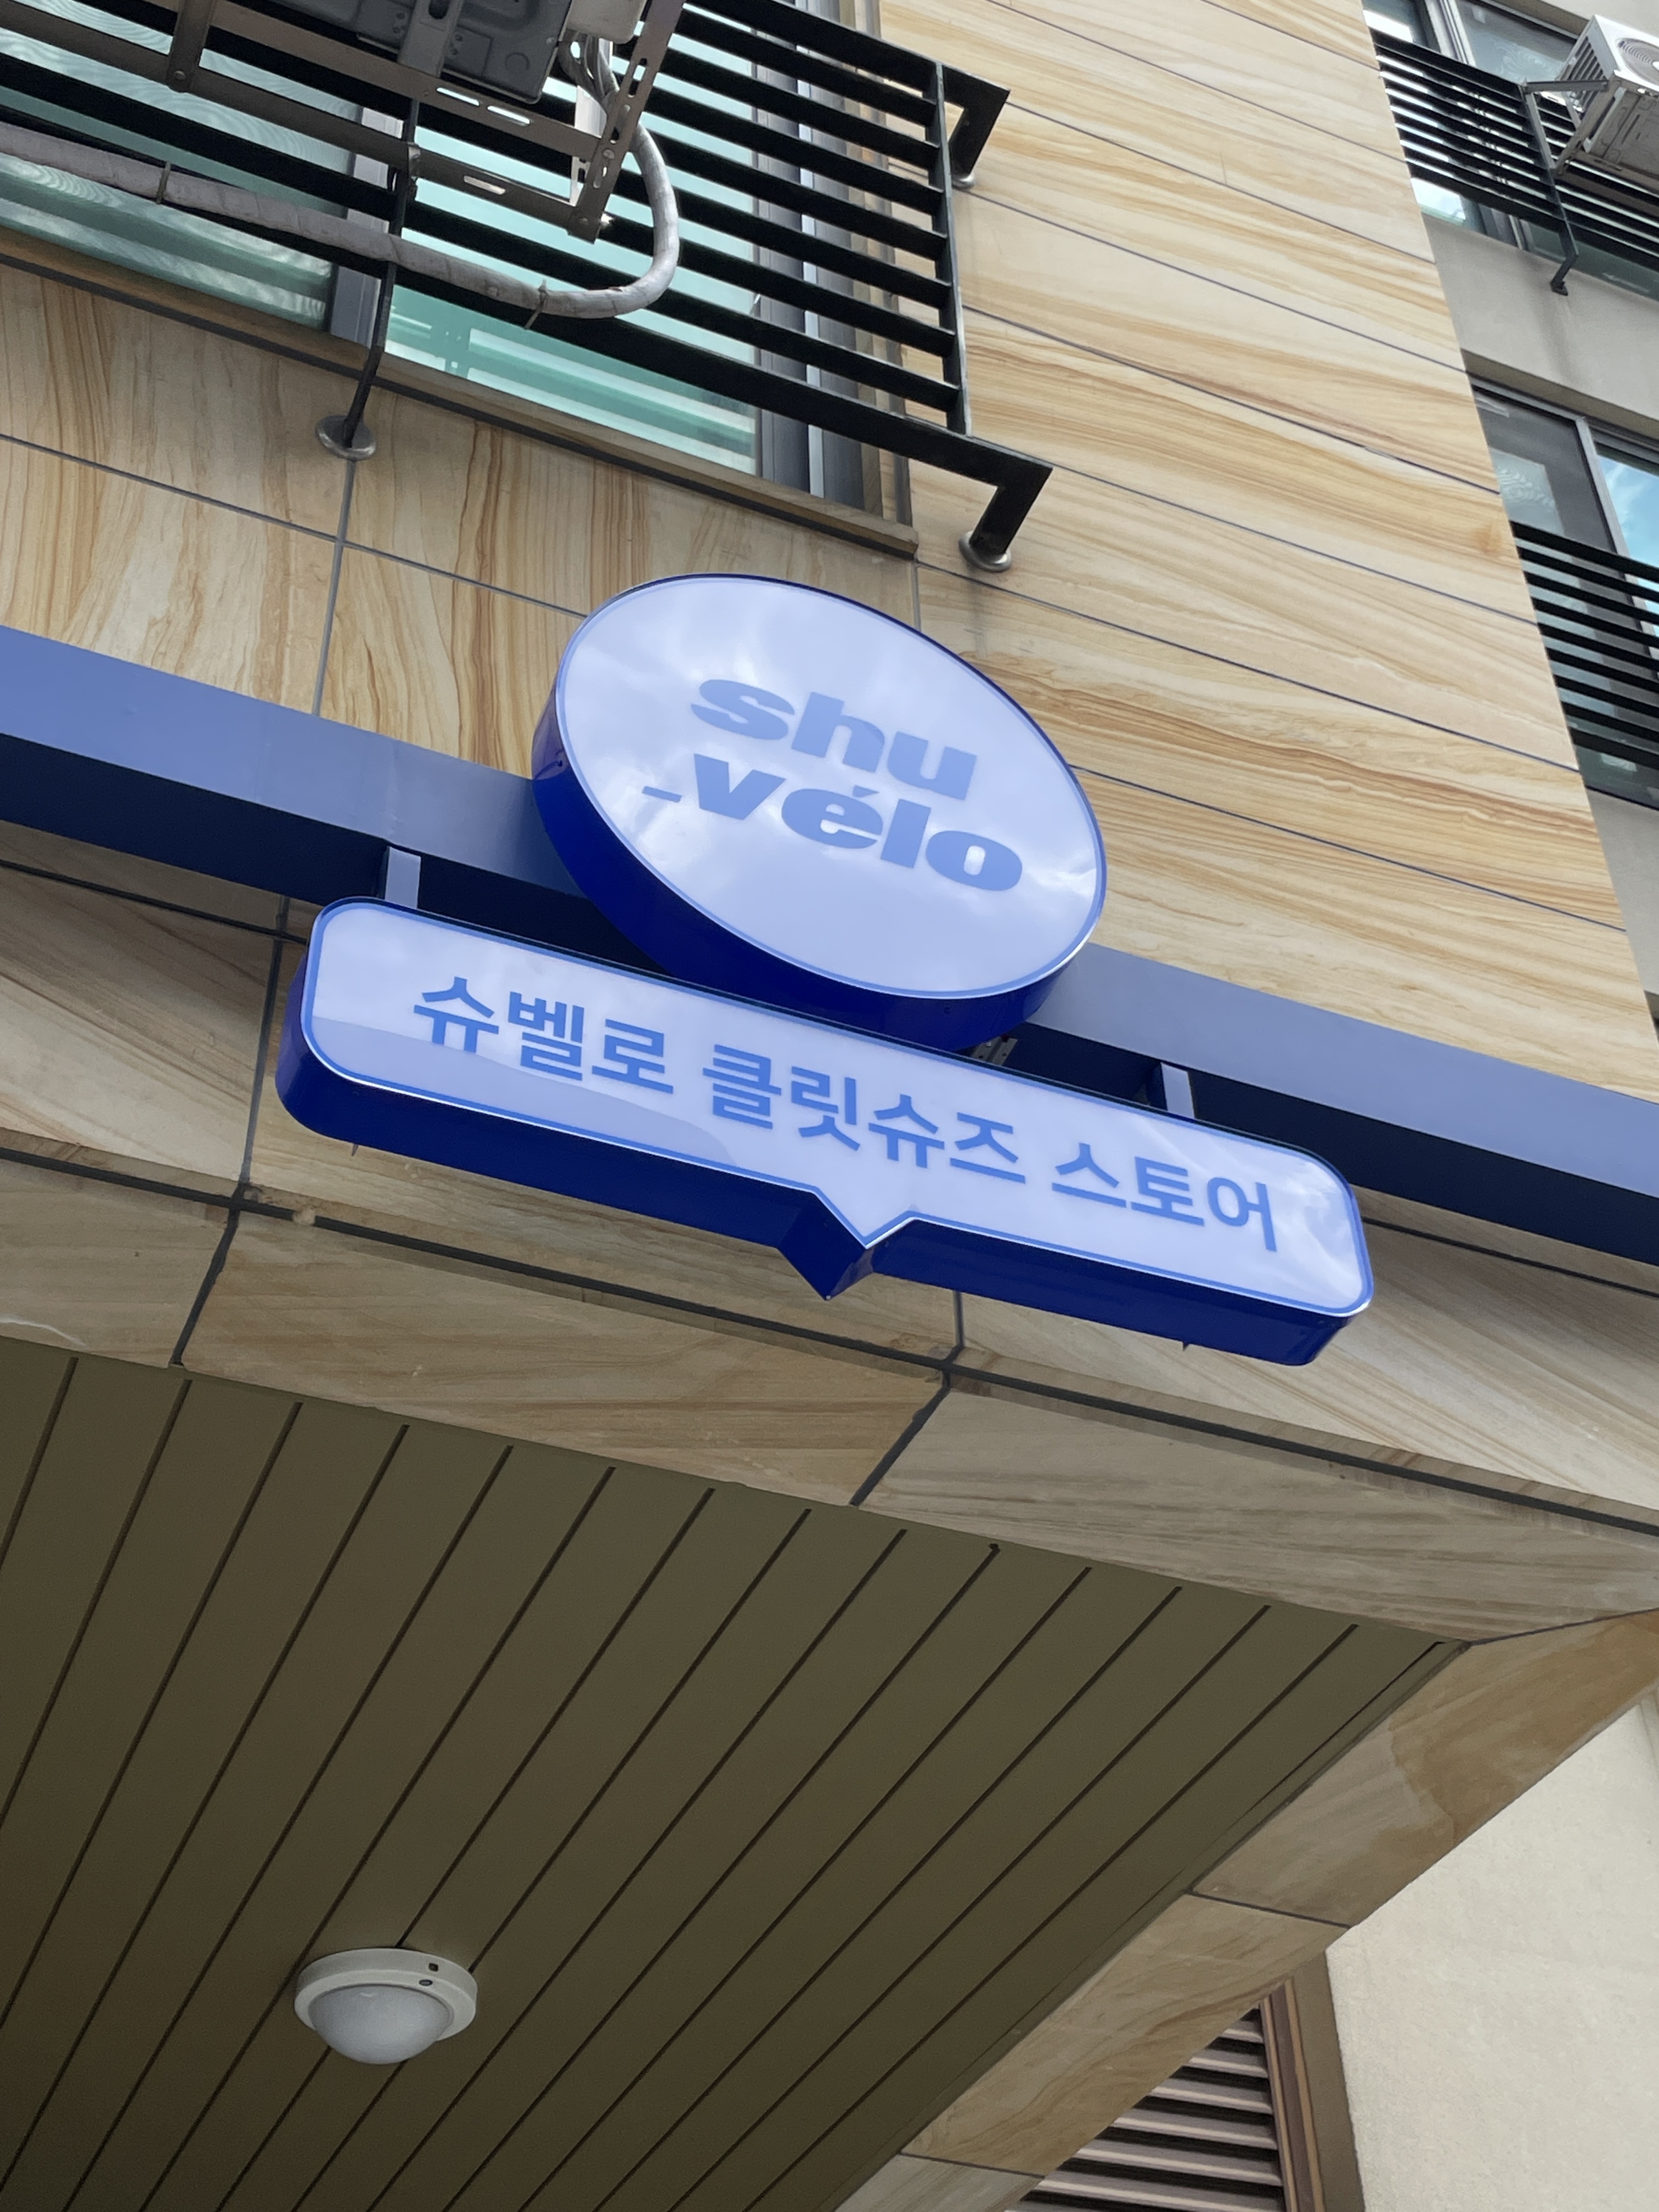 shu
_vélo
슈벨로 클릿슈즈 스토어